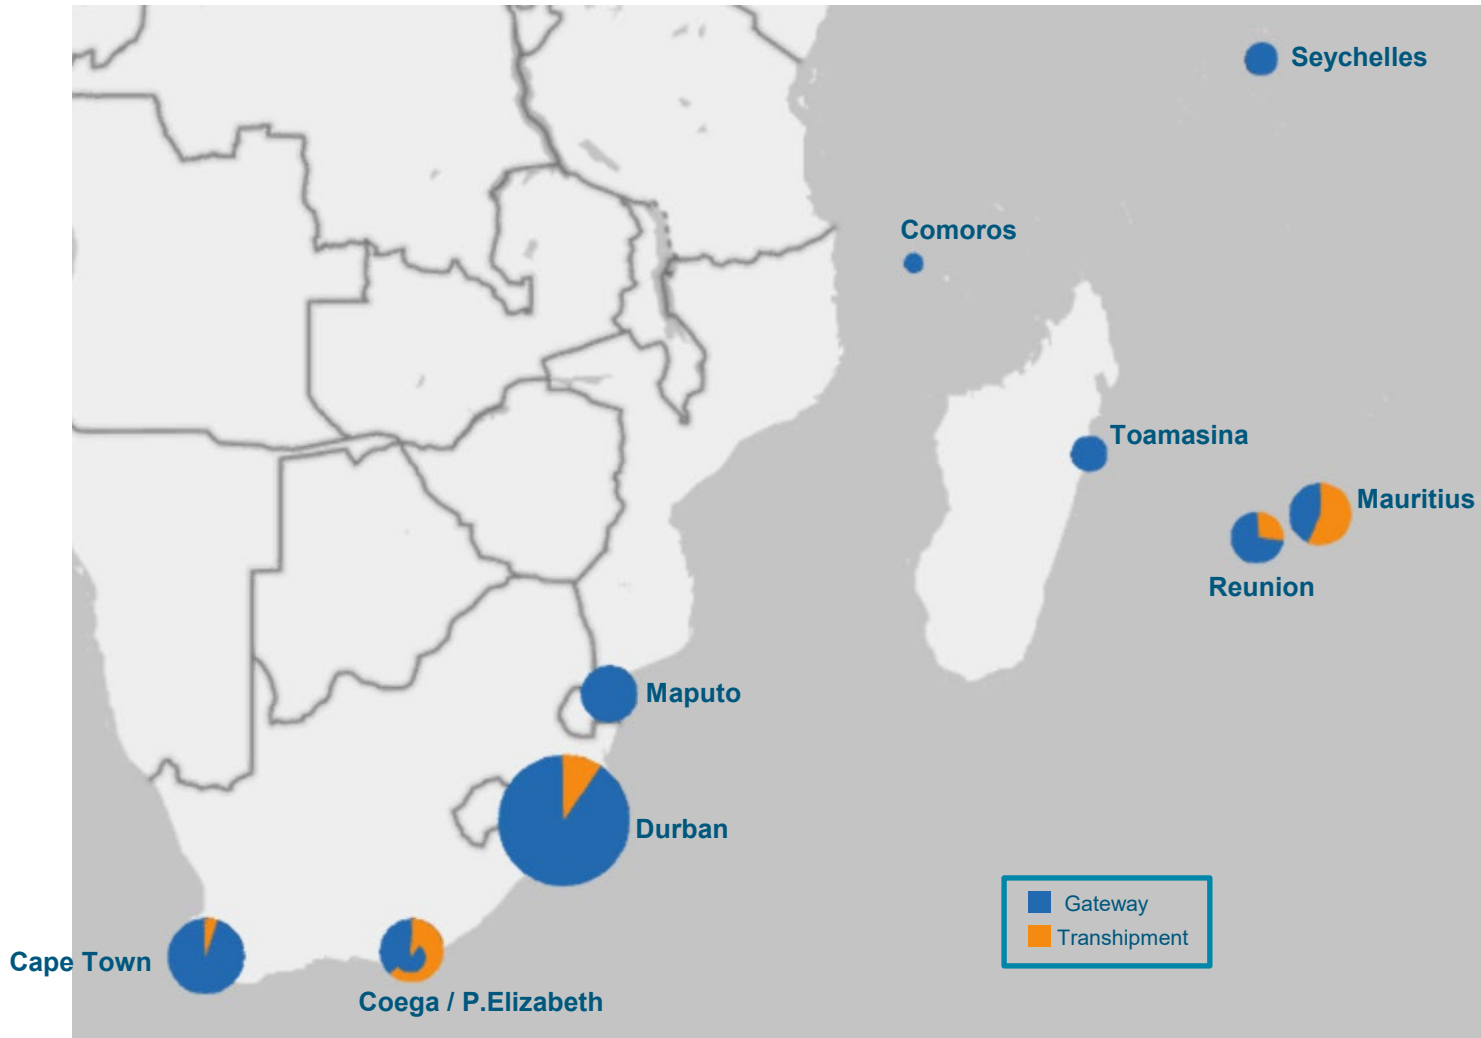 Seychelles
Comoros
Toamasina
Mauritius
Reunion
Maputo
Durban
Gateway
Transhipment
Cape Town
Coega / P.Elizabeth